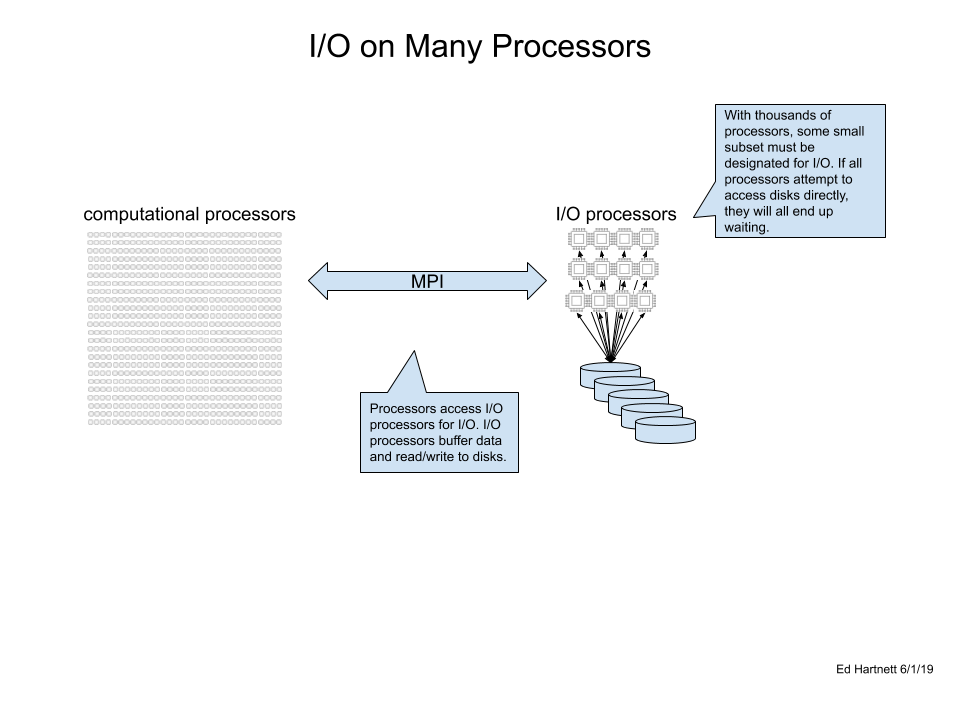 I/O on Many Processors
With thousands of
processors, some small
subset must be
designated for I/O. If all
processors attempt to
access disks directly,
they will all end up
waiting.
computational processors
I/O processors
MPI
Processors access I/O
processors for I/O. I/O
processors buffer data
and read/write to disks.
Ed Hartnett 6/1/19